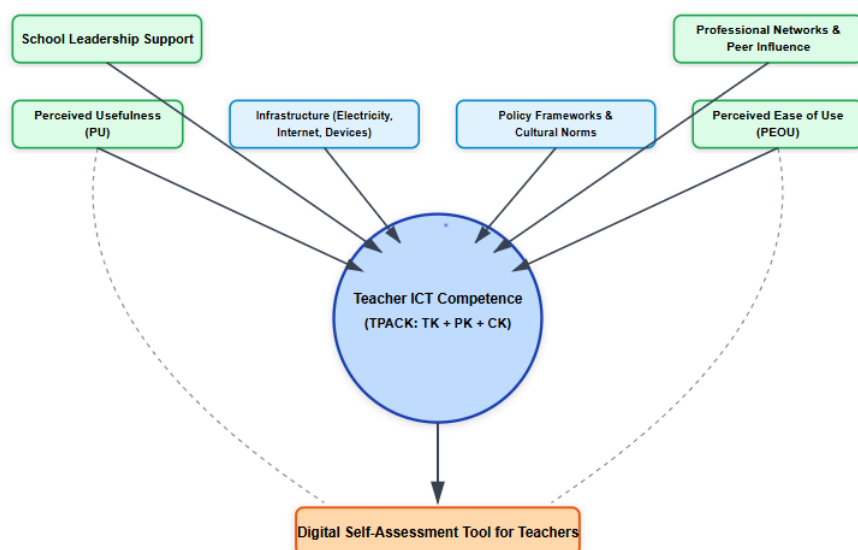 School Leadership Support
Professional Networks &
Peer Influence
Perceived Usefulness
(PU)
Infrastructure (Electricity,
Internet, Devices)
Policy Frameworks &
Cultural Norms
Perceived Ease of Use
(PEOU)
Teacher ICT Competence
(TPACK: TK + PK + CK)
Digital Self-Assessment Tool for Teachers